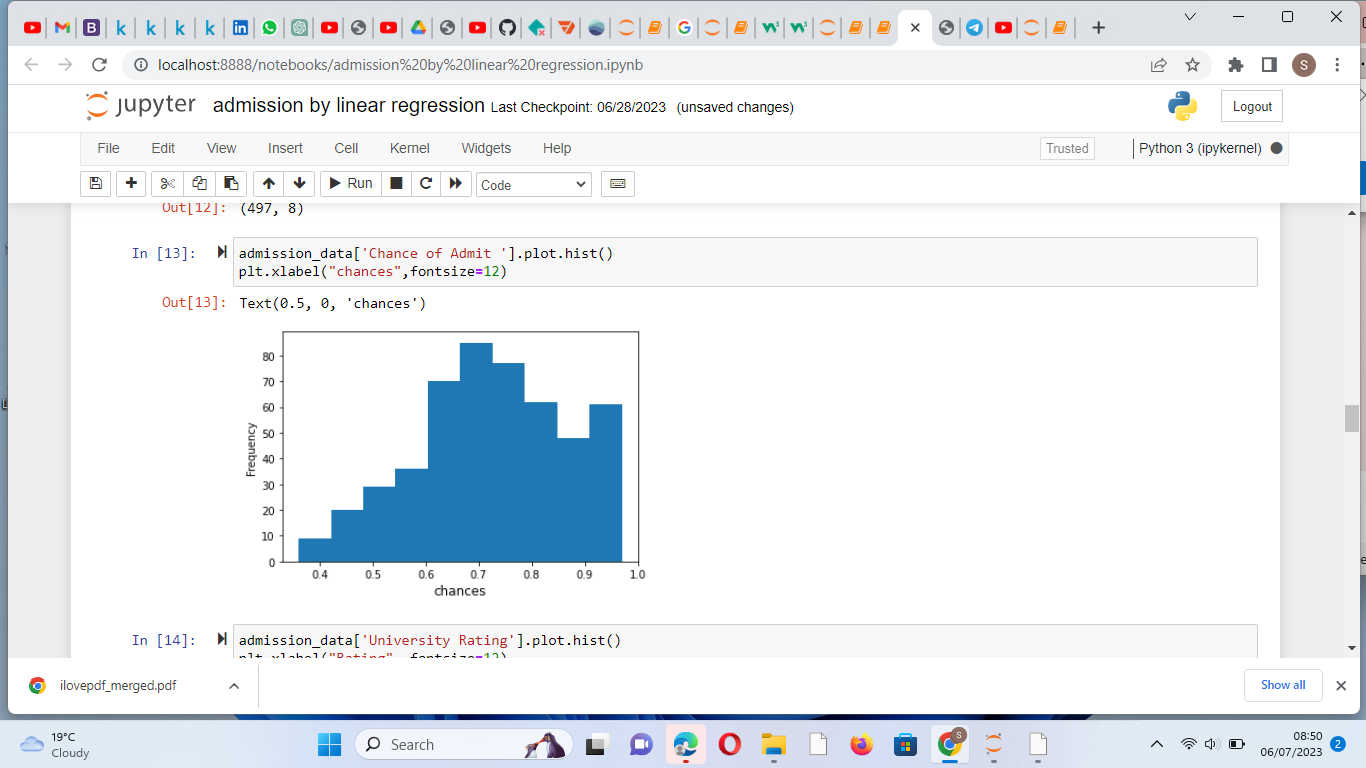 localhost:8888/notebooks/admission%20by%20linear%20regression.ipynb
S
jupyter admission by linear regression Last Checkpoint: 06/28/2023 (unsaved changes)
Logout
File Edit View Insert Cell Kernel Widgets Help
Trusted
Python 3 (ipykernel)
Run
Code
Out[12]: (497, 8)
In [13]: admission_data['Chance of Admit '].plot.hist()
plt.xlabel("chances",fontsize=12)
Out[13]: Text(0.5, 0, 'chances')
80
70
60
50
40
30
20
10
0
Frequency
0.4 0.5 0.6 0.7 0.8 0.9 1.0
chances
In [14]: admission_data['University Rating'].plot.hist()
plt.xlabel("Rating", fontsize=12)
ilovepdf_merged.pdf
Show all
19°C
Cloudy
Search
S
08:50
06/07/2023
2